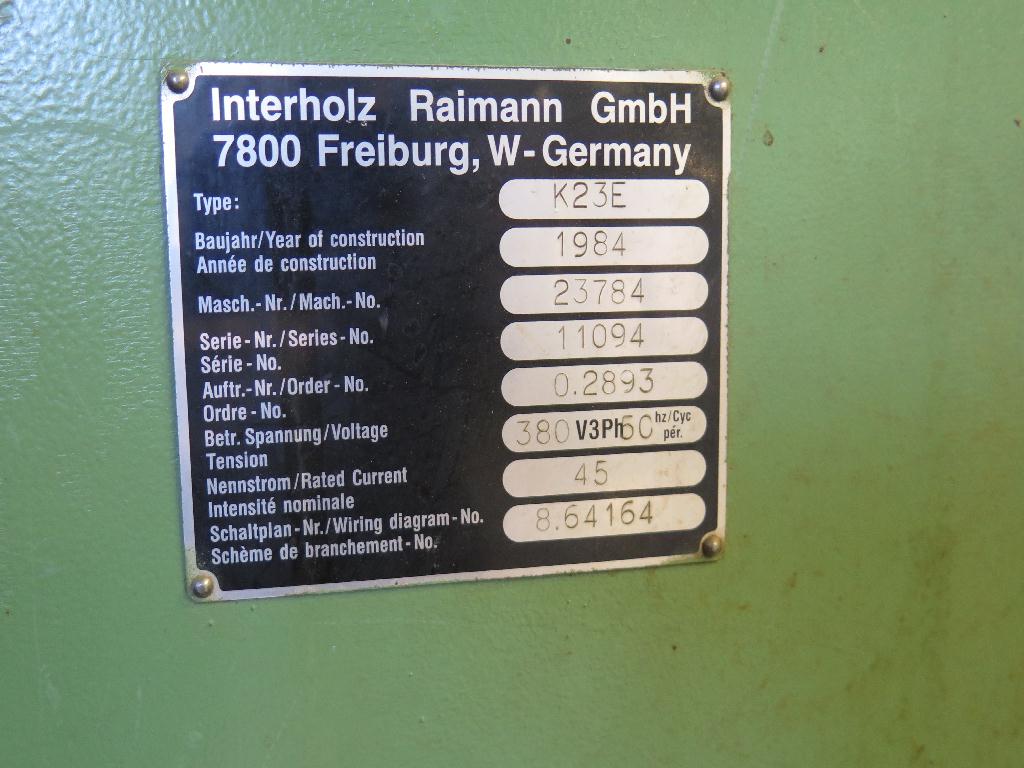 Interholz Raimann GmbH
7800 Freiburg, W-Germany
Type: K23E
Baujahr/Year of construction 1984
Année de construction
Masch.-Nr./Mach.-No. 23784
Serie-Nr./Series-No. 11094
Série-No.
Auftr.-Nr./Order-No. 0.2893
Ordre-No.
Betr. Spannung/Voltage 380 V3Ph 60 hz/Cyc
Tension pér.
Nennstrom/Rated Current 45
Intensité nominale
Schaltplan-Nr./Wiring diagram-No. 8.64164
Schème de branchement-No.